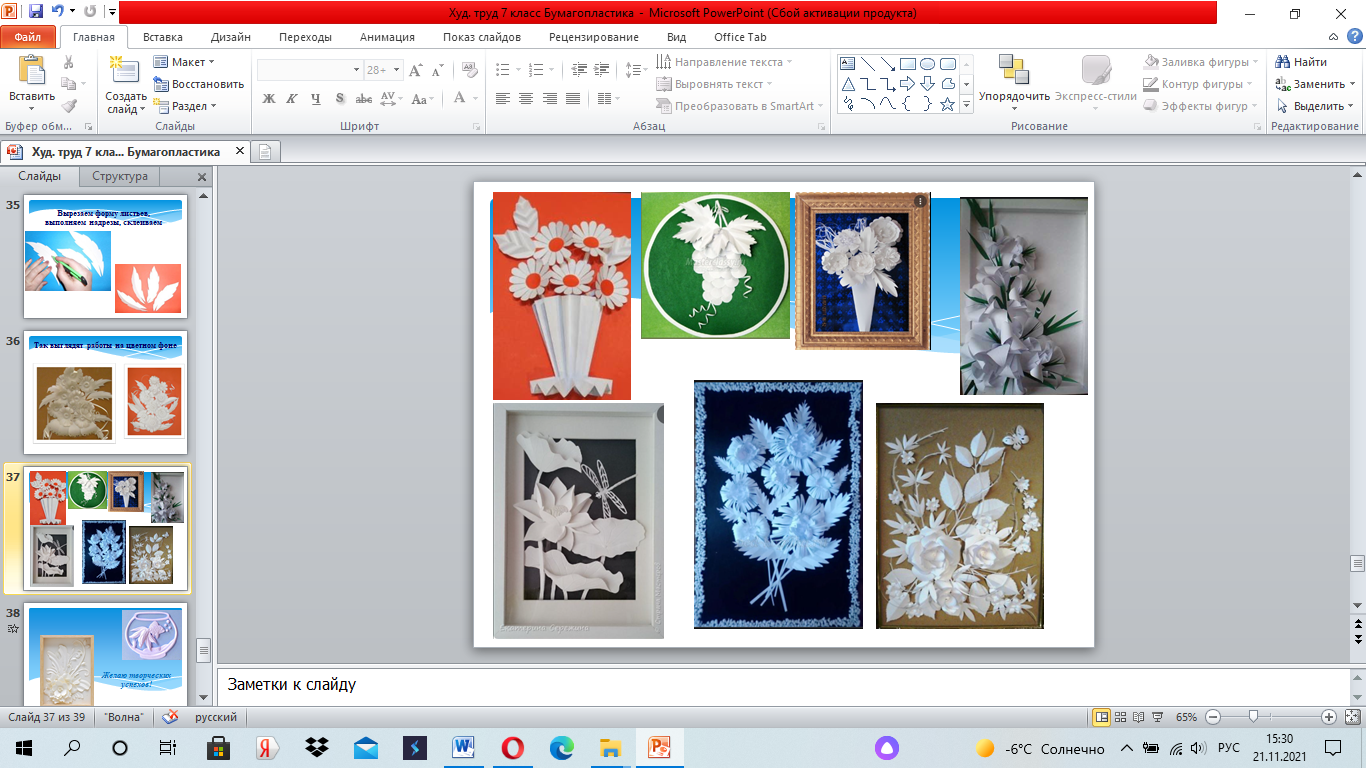 Худ. труд 7 класс Бумагопластика - Microsoft PowerPoint (Сбой активации продукта)
Файл Главная Вставка Дизайн Переходы Анимация Показ слайдов Рецензирование Вид Office Tab
Вставить
Буфер обм...
Создать слайд
Макет
Восстановить
Раздел
Слайды
28
Ж К Ч S abc AV Aa А
Шрифт
Направление текста
Выровнять текст
Преобразовать в SmartArt
Абзац
Упорядочить
Экспресс-стили
Заливка фигуры
Контур фигуры
Эффекты фигур
Рисование
Найти
Заменить
Выделить
Редактирование
Худ. труд 7 кла... Бумагопластика
Слайды Структура
35
Вырезаем форму листьев,
выполняем надрезы, склеиваем
36
Так выглядят работы на цветном фоне
37
38
Желаю творческих
успехов!
Заметки к слайду
Слайд 37 из 39 "Волна" русский 65%
-6°C Солнечно РУС 15:30
21.11.2021